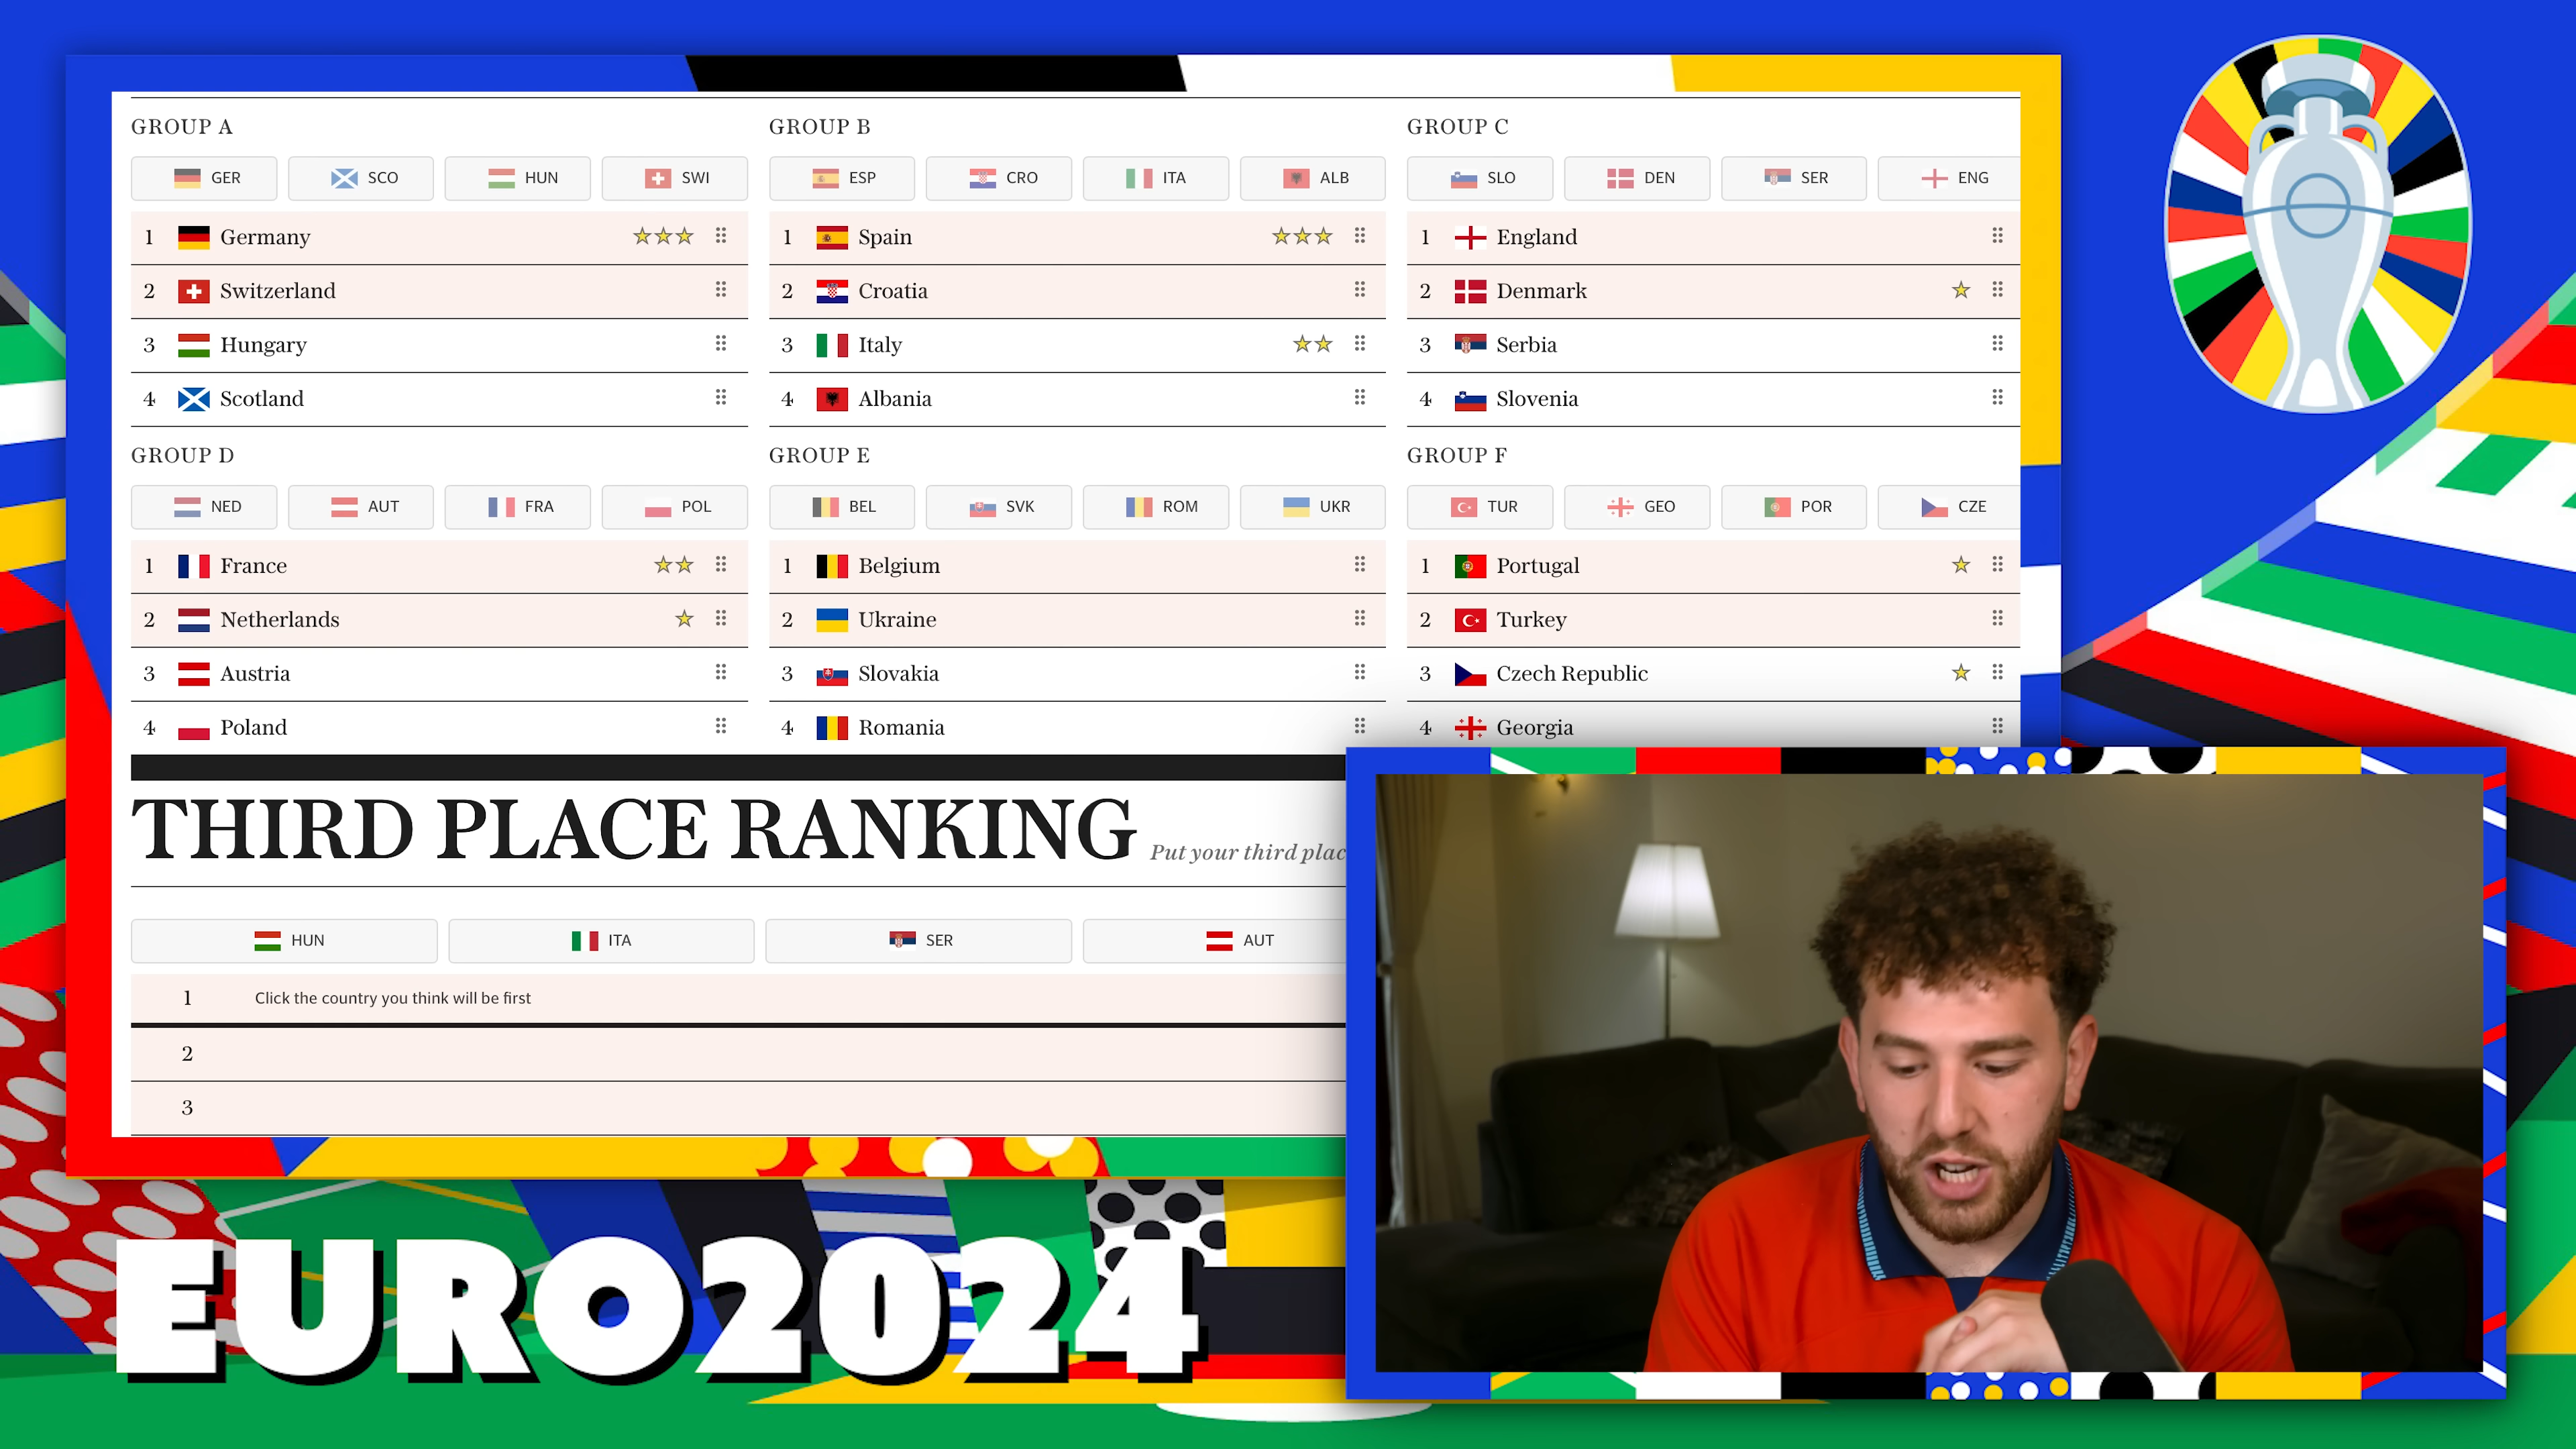 GROUP A
GER SCO HUN SWI
1 Germany
2 Switzerland
3 Hungary
4 Scotland
GROUP B
ESP CRO ITA ALB
1 Spain
2 Croatia
3 Italy
4 Albania
GROUP C
SLO DEN SER ENG
1 England
2 Denmark
3 Serbia
4 Slovenia
GROUP D
NED AUT FRA POL
1 France
2 Netherlands
3 Austria
4 Poland
GROUP E
BEL SVK ROM UKR
1 Belgium
2 Ukraine
3 Slovakia
4 Romania
GROUP F
TUR GEO POR CZE
1 Portugal
2 Turkey
3 Czech Republic
4 Georgia
THIRD PLACE RANKING Put your third plac
HUN ITA SER AUT
1 Click the country you think will be first
2
3
EURO2024